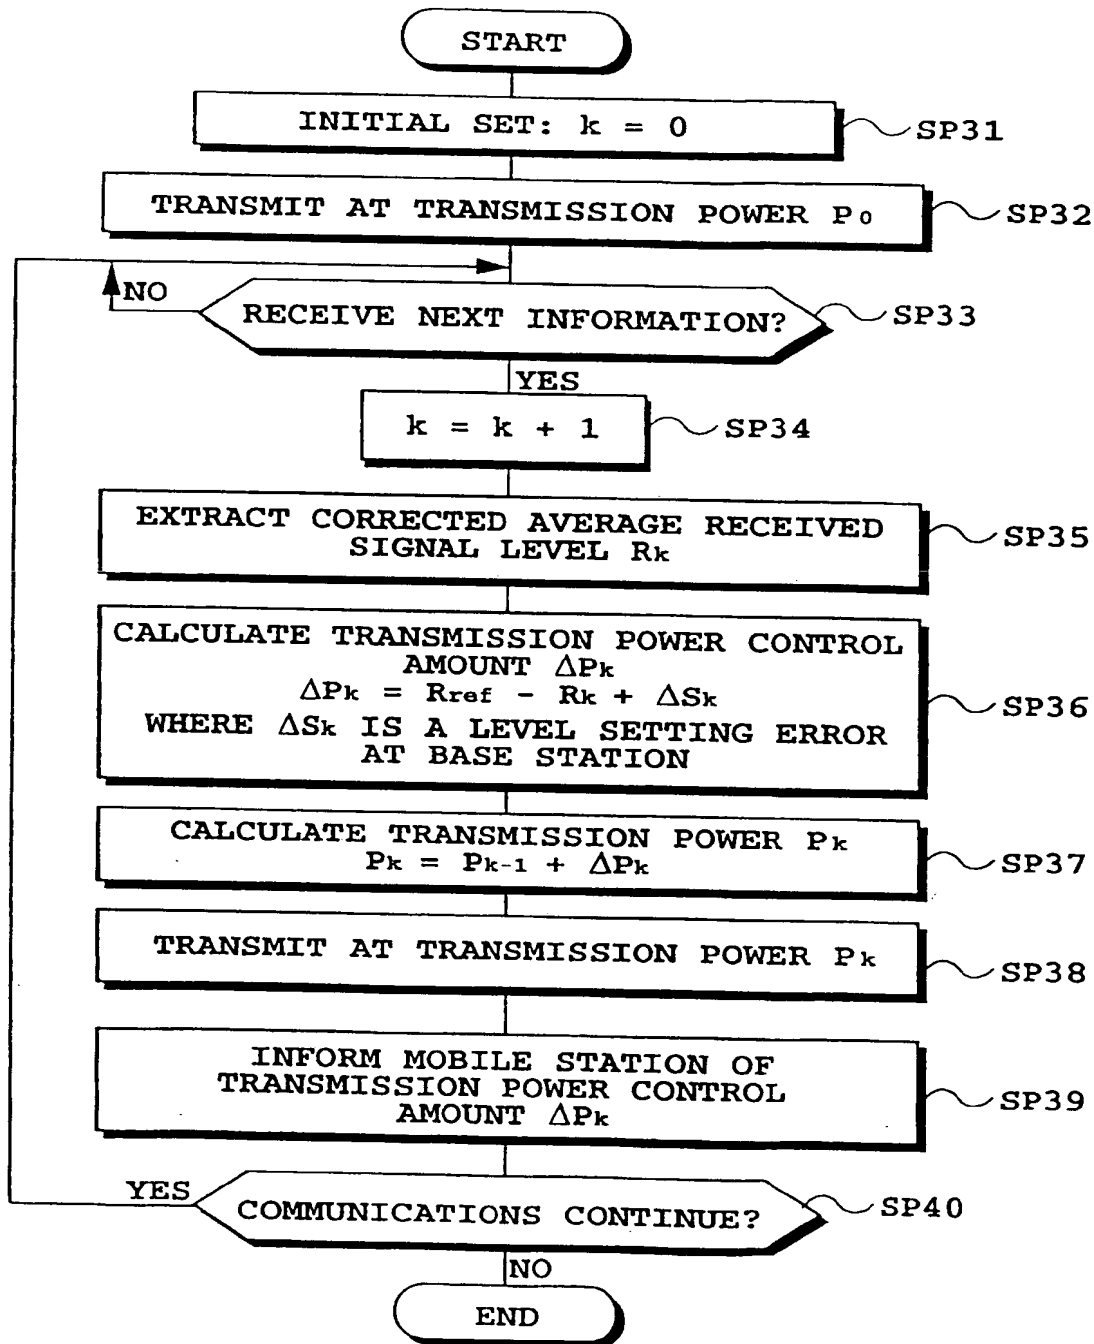 START
INITIAL SET: k = 0
SP31
TRANSMIT AT TRANSMISSION POWER P0
SP32
NO
RECEIVE NEXT INFORMATION?
SP33
YES
k = k + 1
SP34
EXTRACT CORRECTED AVERAGE RECEIVED
SIGNAL LEVEL Rk
SP35
CALCULATE TRANSMISSION POWER CONTROL
AMOUNT ΔPk
ΔPk = Rref - Rk + ΔSk
WHERE ΔSk IS A LEVEL SETTING ERROR
AT BASE STATION
SP36
CALCULATE TRANSMISSION POWER Pk
Pk = Pk-1 + ΔPk
SP37
TRANSMIT AT TRANSMISSION POWER Pk
SP38
INFORM MOBILE STATION OF
TRANSMISSION POWER CONTROL
AMOUNT ΔPk
SP39
YES
COMMUNICATIONS CONTINUE?
SP40
NO
END